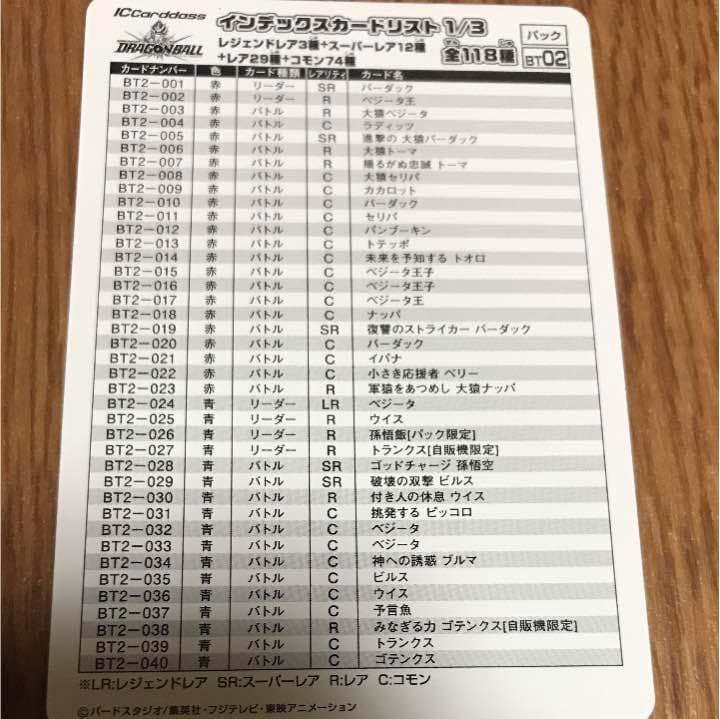 ICCarddass
DRAGONBALL
インデックスカードリスト 1/3
レジェンドレア3種+スーパーレア12種
+レア29種+コモン74種
全118種
パック
BT02
カードナンバー 色 カード種類 レアリティ カード名
BT2-001 赤 リーダー SR バーダック
BT2-002 赤 リーダー R ベジータ王
BT2-003 赤 バトル R 大猿ベジータ
BT2-004 赤 バトル C ラディッツ
BT2-005 赤 バトル SR 進撃の 大猿バーダック
BT2-006 赤 バトル R 大猿トーマ
BT2-007 赤 バトル R 揺るがぬ忠誠 トーマ
BT2-008 赤 バトル C 大猿セリパ
BT2-009 赤 バトル C カカロット
BT2-010 赤 バトル C バーダック
BT2-011 赤 バトル C セリパ
BT2-012 赤 バトル C パンブーキン
BT2-013 赤 バトル C トテッポ
BT2-014 赤 バトル C 未来を予知する トオロ
BT2-015 赤 バトル C ベジータ王子
BT2-016 赤 バトル C ベジータ王子
BT2-017 赤 バトル C ベジータ王
BT2-018 赤 バトル C ナッパ
BT2-019 赤 バトル SR 復讐のストライカー バーダック
BT2-020 赤 バトル C バーダック
BT2-021 赤 バトル C イパナ
BT2-022 赤 バトル C 小さき応援者 ベリー
BT2-023 赤 バトル R 軍猿をあつめし 大猿ナッパ
BT2-024 青 リーダー LR ベジータ
BT2-025 青 リーダー R ウイス
BT2-026 青 リーダー R 孫悟飯[パック限定]
BT2-027 青 リーダー R トランクス[自販機限定]
BT2-028 青 バトル SR ゴッドチャージ 孫悟空
BT2-029 青 バトル SR 破壊の双撃 ビルス
BT2-030 青 バトル R 付き人の休息 ウイス
BT2-031 青 バトル C 挑発する ピッコロ
BT2-032 青 バトル C ベジータ
BT2-033 青 バトル C ベジータ
BT2-034 青 バトル C 神への誘惑 ブルマ
BT2-035 青 バトル C ビルス
BT2-036 青 バトル C ウイス
BT2-037 青 バトル C 予言魚
BT2-038 青 バトル R みなぎる力 ゴテンクス[自販機限定]
BT2-039 青 バトル C トランクス
BT2-040 青 バトル C ゴテンクス
※LR:レジェンドレア SR:スーパーレア R:レア C:コモン
©バードスタジオ/集英社・フジテレビ・東映アニメーション